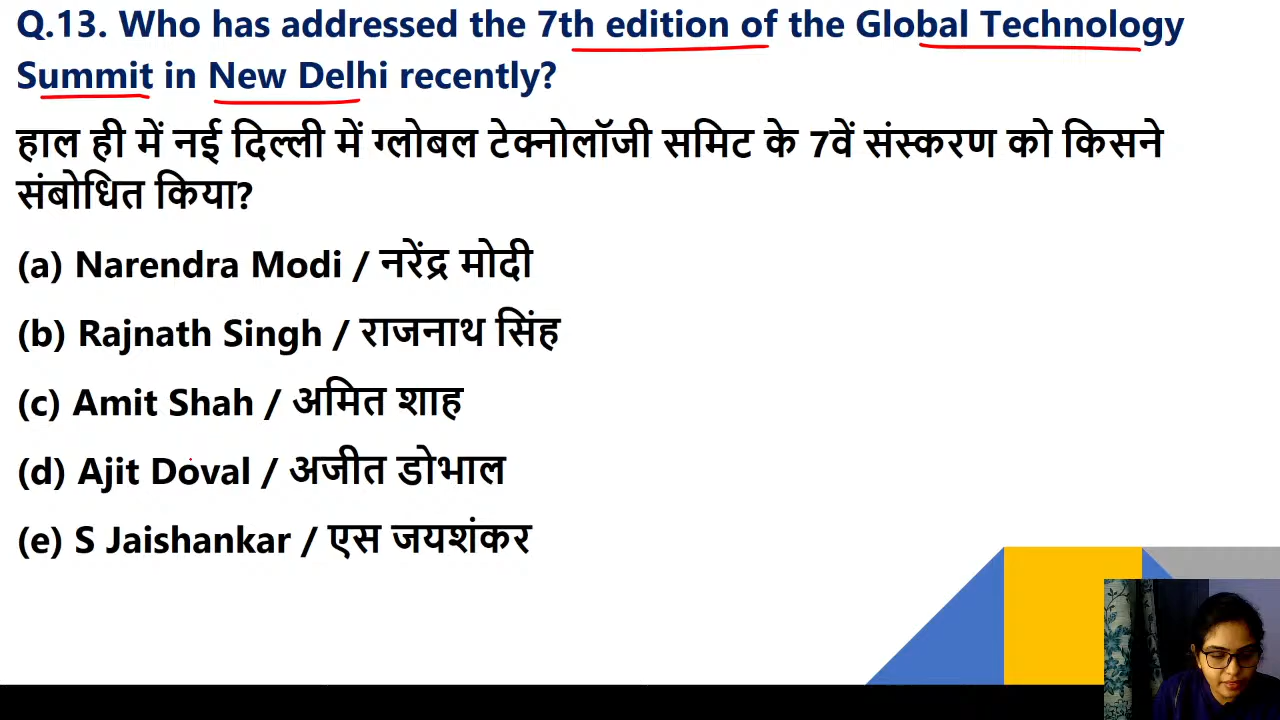 Q.13. Who has addressed the 7th edition of the Global Technology
Summit in New Delhi recently?
हाल ही में नई दिल्ली में ग्लोबल टेक्नोलॉजी समिट के 7वें संस्करण को किसने
संबोधित किया?
(a) Narendra Modi / नरेंद्र मोदी
(b) Rajnath Singh / राजनाथ सिंह
(c) Amit Shah / अमित शाह
(d) Ajit Doval / अजीत डोभाल
(e) S Jaishankar / एस जयशंकर